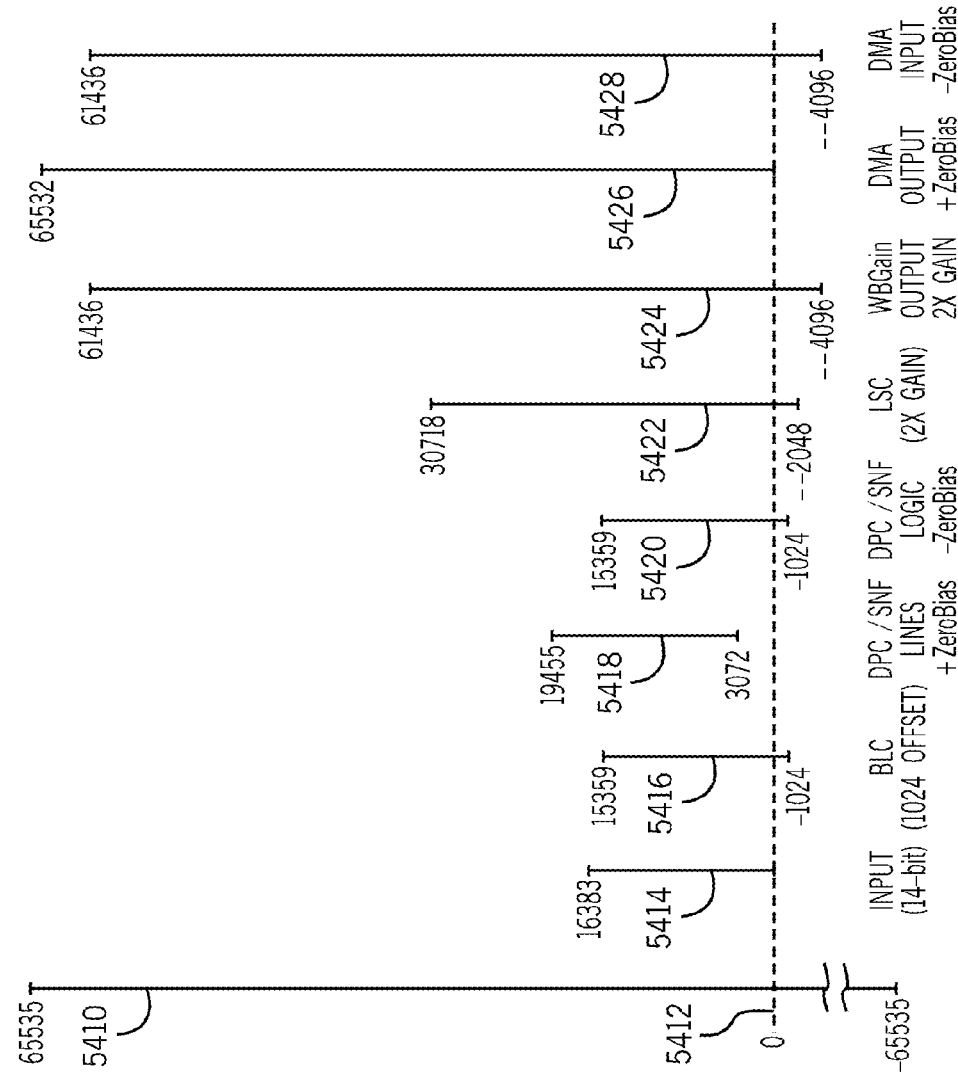 65535
5410
5412
0
-65535
16383
5414
INPUT
(14-bit)
15359
5416
-1024
BLC
(1024 OFFSET)
19455
5418
3072
DPC / SNF
LINES
+ZeroBias
15359
5420
-1024
DPC / SNF
LOGIC
-ZeroBias
30718
5422
--2048
LSC
(2X GAIN)
61436
5424
--4096
WBGain
OUTPUT
2X GAIN
65532
5426
DMA
OUTPUT
+ZeroBias
61436
5428
--4096
DMA
INPUT
-ZeroBias